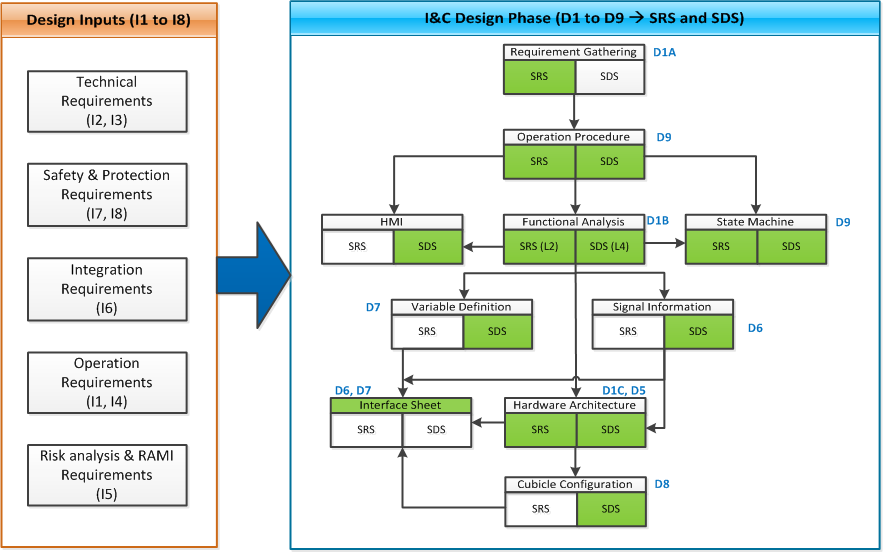 Design Inputs (I1 to I8)
Technical
Requirements
(I2, I3)
Safety & Protection
Requirements
(I7, I8)
Integration
Requirements
(I6)
Operation
Requirements
(I1, I4)
Risk analysis & RAMI
Requirements
(I5)
I&C Design Phase (D1 to D9 → SRS and SDS)
Requirement Gathering D1A
SRS SDS
Operation Procedure D9
SRS SDS
HMI
SRS SDS
Functional Analysis D1B
SRS (L2) SDS (L4)
State Machine D9
SRS SDS
D7 Variable Definition
SRS SDS
Signal Information D6
SRS SDS
D6, D7
Interface Sheet
SRS SDS
D1C, D5
Hardware Architecture
SRS SDS
Cubicle Configuration D8
SRS SDS